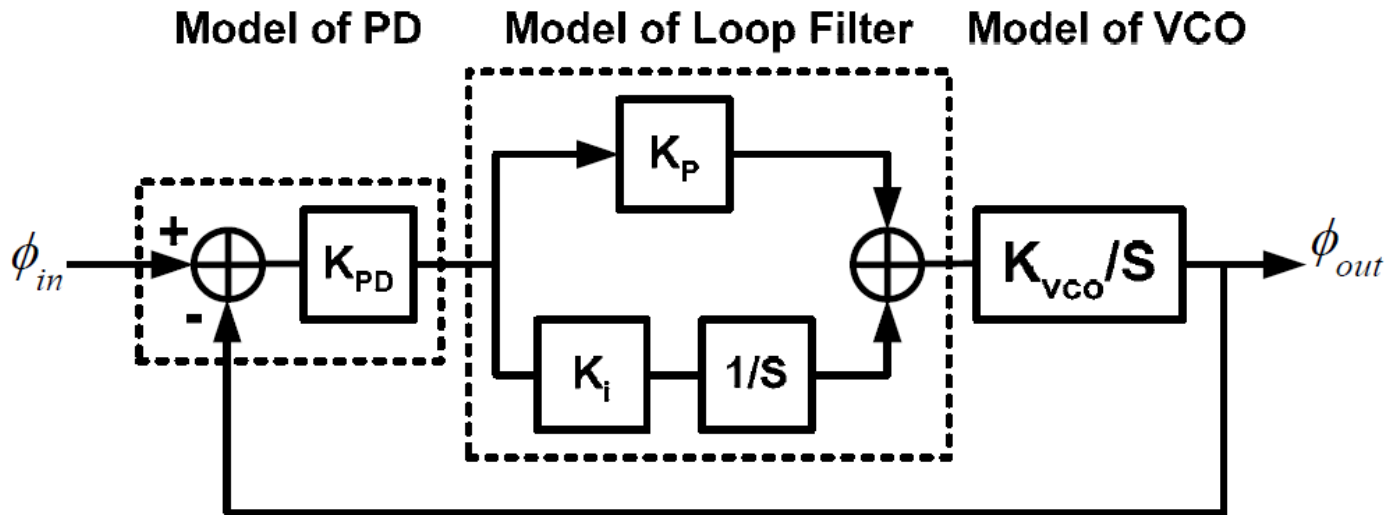 Model of PD
Model of Loop Filter
Model of VCO
K_P
+
ϕ_in
K_PD
K_vco/S
ϕ_out
-
K_i
1/S